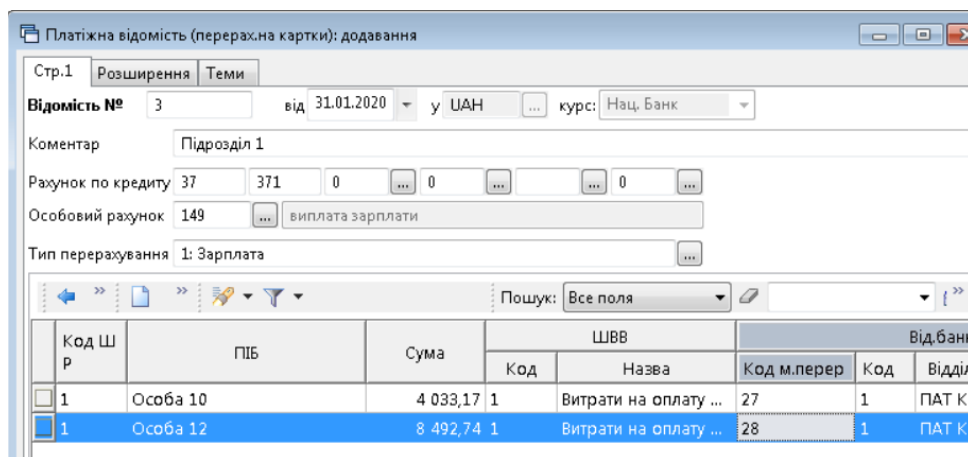 Платіжна відомість (перерах.на картки): додавання
Стр.1 Розширення Теми
Відомість № 3 від 31.01.2020 у UAH ... курс: Нац. Банк
Коментар Підрозділ 1
Рахунок по кредиту 37 371 0 ... 0 ... ... 0 ...
Особовий рахунок 149 ... виплата зарплати
Тип перерахування 1: Зарплата ...
Пошук: Все поля
Код ШР ПІБ Сума ШВВ Від.банк
Код Назва Код м.перер Код Відділ
1 Особа 10 4 033,17 1 Витрати на оплату ... 27 1 ПАТ К
1 Особа 12 8 492,74 1 Витрати на оплату ... 28 1 ПАТ К